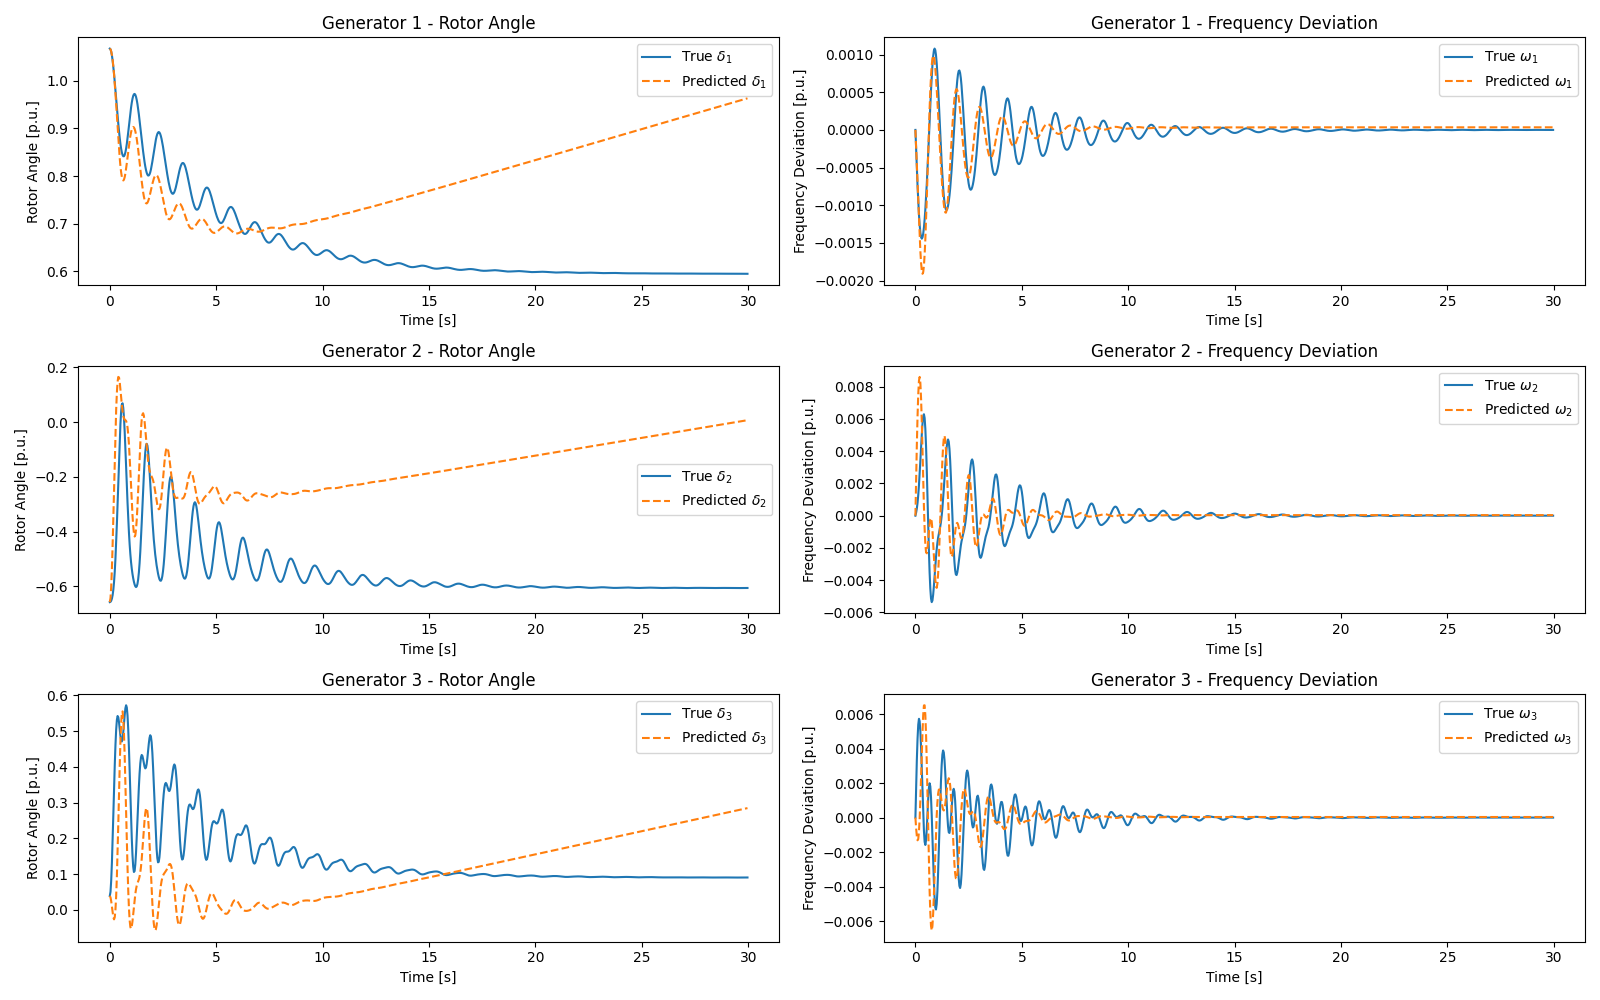 Generator 1 - Rotor Angle
Rotor Angle [p.u.]
1.0
0.9
0.8
0.7
0.6
True δ1
Predicted δ1
0 5 10 15 20 25 30
Time [s]
Generator 1 - Frequency Deviation
Frequency Deviation [p.u.]
0.0010
0.0005
0.0000
−0.0005
−0.0010
−0.0015
−0.0020
True ω1
Predicted ω1
0 5 10 15 20 25 30
Time [s]
Generator 2 - Rotor Angle
Rotor Angle [p.u.]
0.2
0.0
−0.2
−0.4
−0.6
True δ2
Predicted δ2
0 5 10 15 20 25 30
Time [s]
Generator 2 - Frequency Deviation
Frequency Deviation [p.u.]
0.008
0.006
0.004
0.002
0.000
−0.002
−0.004
−0.006
True ω2
Predicted ω2
0 5 10 15 20 25 30
Time [s]
Generator 3 - Rotor Angle
Rotor Angle [p.u.]
0.6
0.5
0.4
0.3
0.2
0.1
0.0
True δ3
Predicted δ3
0 5 10 15 20 25 30
Time [s]
Generator 3 - Frequency Deviation
Frequency Deviation [p.u.]
0.006
0.004
0.002
0.000
−0.002
−0.004
−0.006
True ω3
Predicted ω3
0 5 10 15 20 25 30
Time [s]